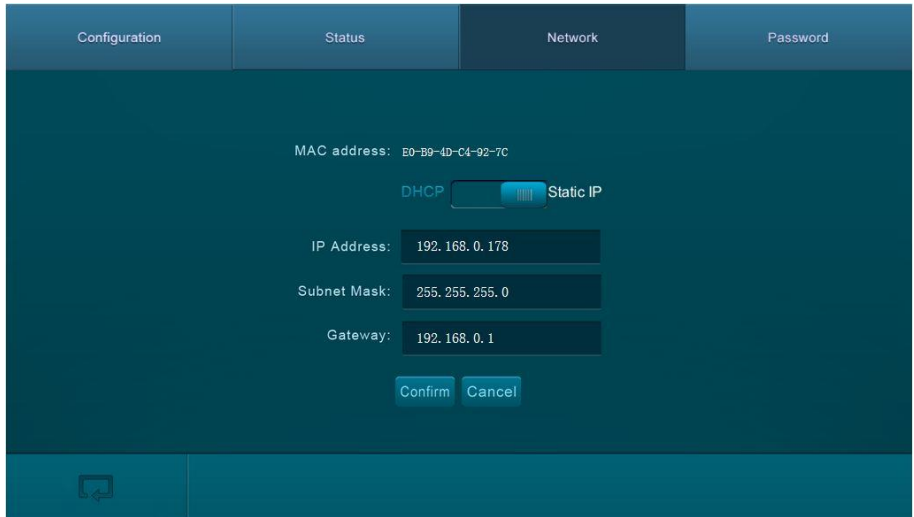 Configuration Status Network Password
MAC address: E0-B9-4D-C4-92-7C
DHCP Static IP
IP Address: 192.168.0.178
Subnet Mask: 255.255.255.0
Gateway: 192.168.0.1
Confirm Cancel